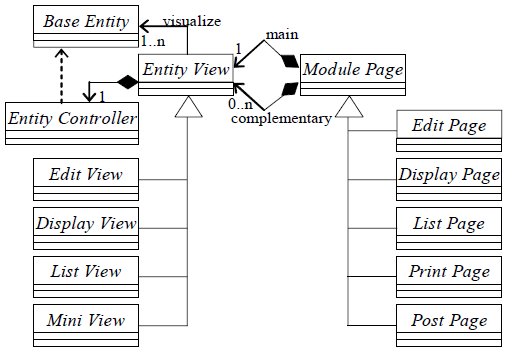 Base Entity
visualize
main
1..n
1
Entity View
Module Page
1
0..n
Entity Controller
complementary
Edit Page
Edit View
Display Page
Display View
List Page
List View
Print Page
Mini View
Post Page